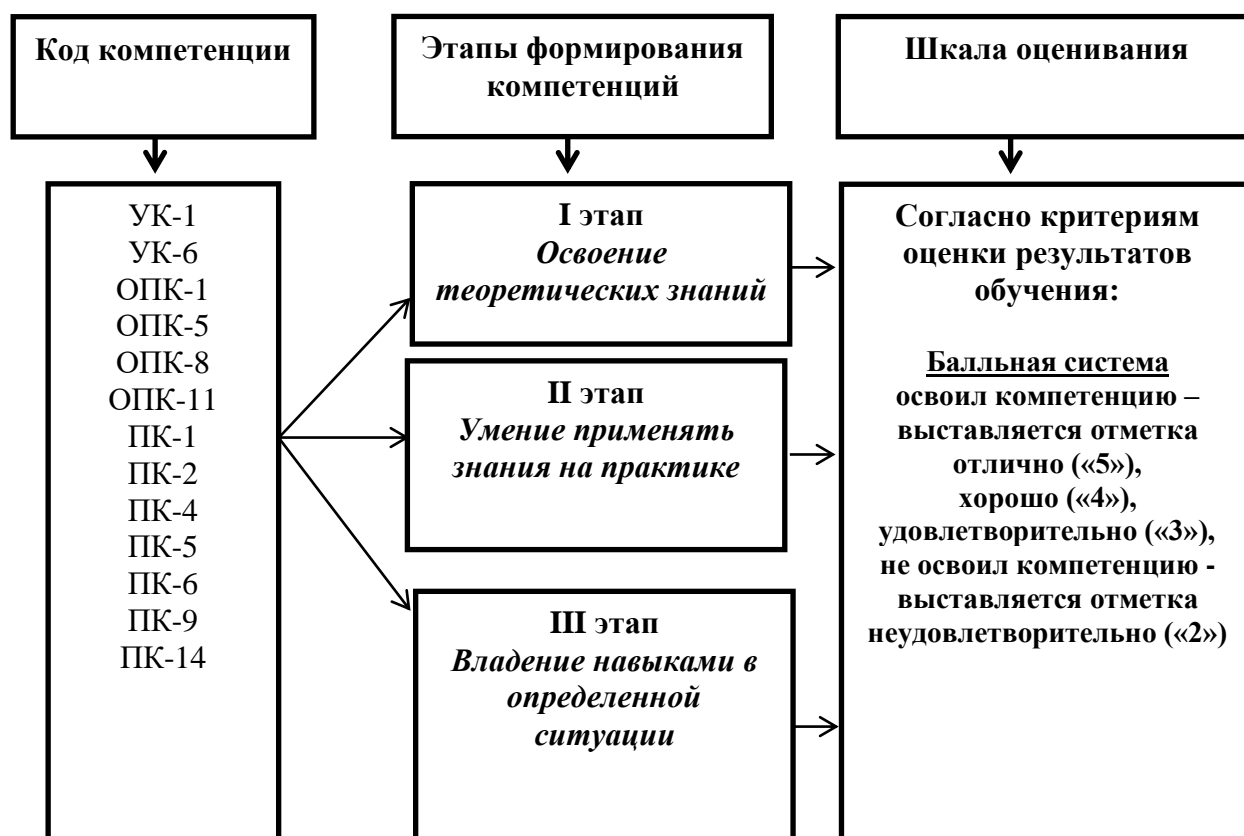 Код компетенции
Этапы формирования
компетенций
Шкала оценивания
УК-1
УК-6
ОПК-1
ОПК-5
ОПК-8
ОПК-11
ПК-1
ПК-2
ПК-4
ПК-5
ПК-6
ПК-9
ПК-14
I этап
Освоение
теоретических знаний
II этап
Умение применять
знания на практике
III этап
Владение навыками в
определенной
ситуации
Согласно критериям
оценки результатов
обучения:
Балльная система
освоил компетенцию –
выставляется отметка
отлично («5»),
хорошо («4»),
удовлетворительно («3»),
не освоил компетенцию -
выставляется отметка
неудовлетворительно («2»)